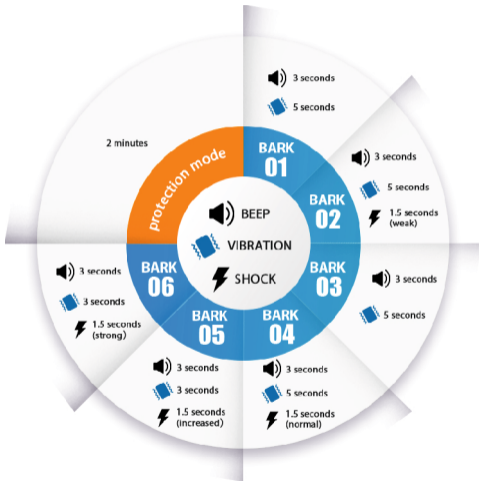 3 seconds
5 seconds
BARK
01
3 seconds
5 seconds
1.5 seconds
(weak)
BARK
02
3 seconds
5 seconds
BARK
03
3 seconds
5 seconds
1.5 seconds
(normal)
BARK
04
3 seconds
3 seconds
1.5 seconds
(increased)
BARK
05
3 seconds
3 seconds
1.5 seconds
(strong)
BARK
06
2 minutes
protection mode
BEEP
VIBRATION
SHOCK